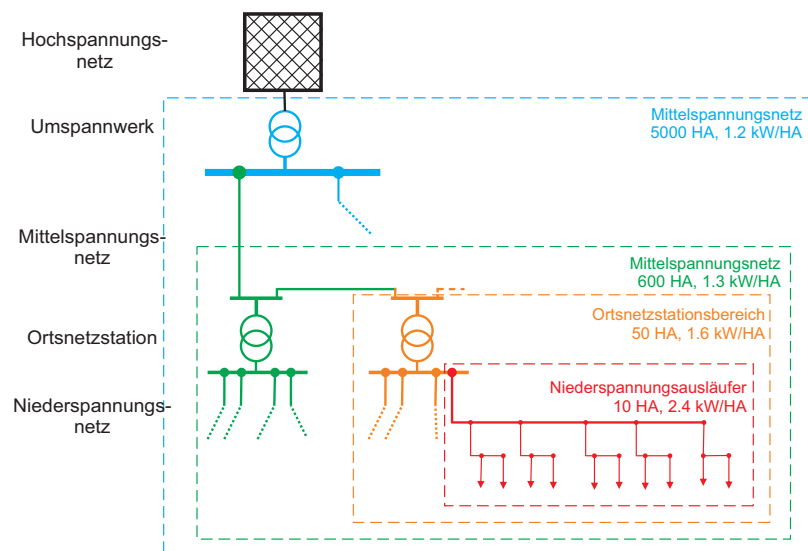 Hochspannungs-
netz
Umspannwerk
Mittelspannungsnetz
5000 HA, 1.2 kW/HA
Mittelspannungs-
netz
Mittelspannungsnetz
600 HA, 1.3 kW/HA
Ortsnetzstationsbereich
50 HA, 1.6 kW/HA
Ortsnetzstation
Niederspannungsausläufer
10 HA, 2.4 kW/HA
Niederspannungs-
netz